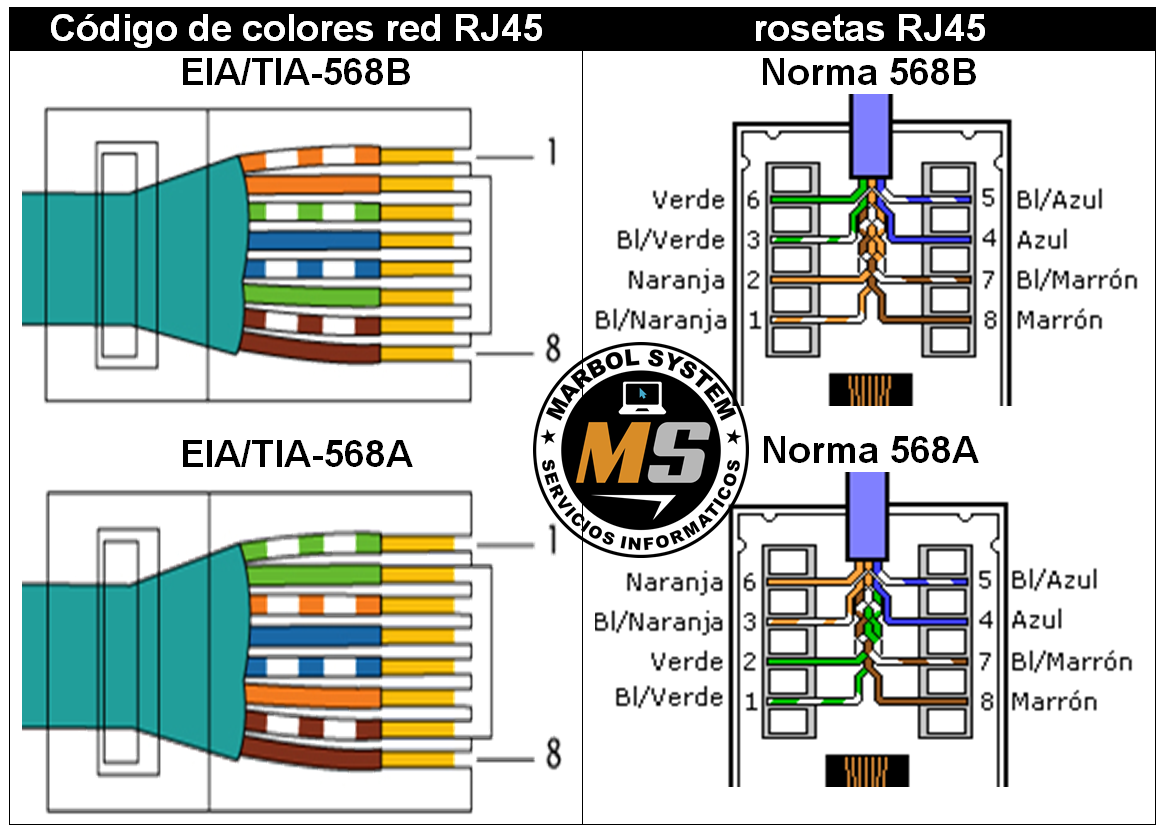 Código de colores red RJ45
rosetas RJ45
EIA/TIA-568B
1
8
Norma 568B
Verde 6
5 Bl/Azul
Bl/Verde 3
4 Azul
Naranja 2
7 Bl/Marrón
Bl/Naranja 1
8 Marrón
MARBOL SYSTEM
MS
SERVICIOS INFORMATICOS
EIA/TIA-568A
1
8
Norma 568A
Naranja 6
5 Bl/Azul
Bl/Naranja 3
4 Azul
Verde 2
7 Bl/Marrón
Bl/Verde 1
8 Marrón